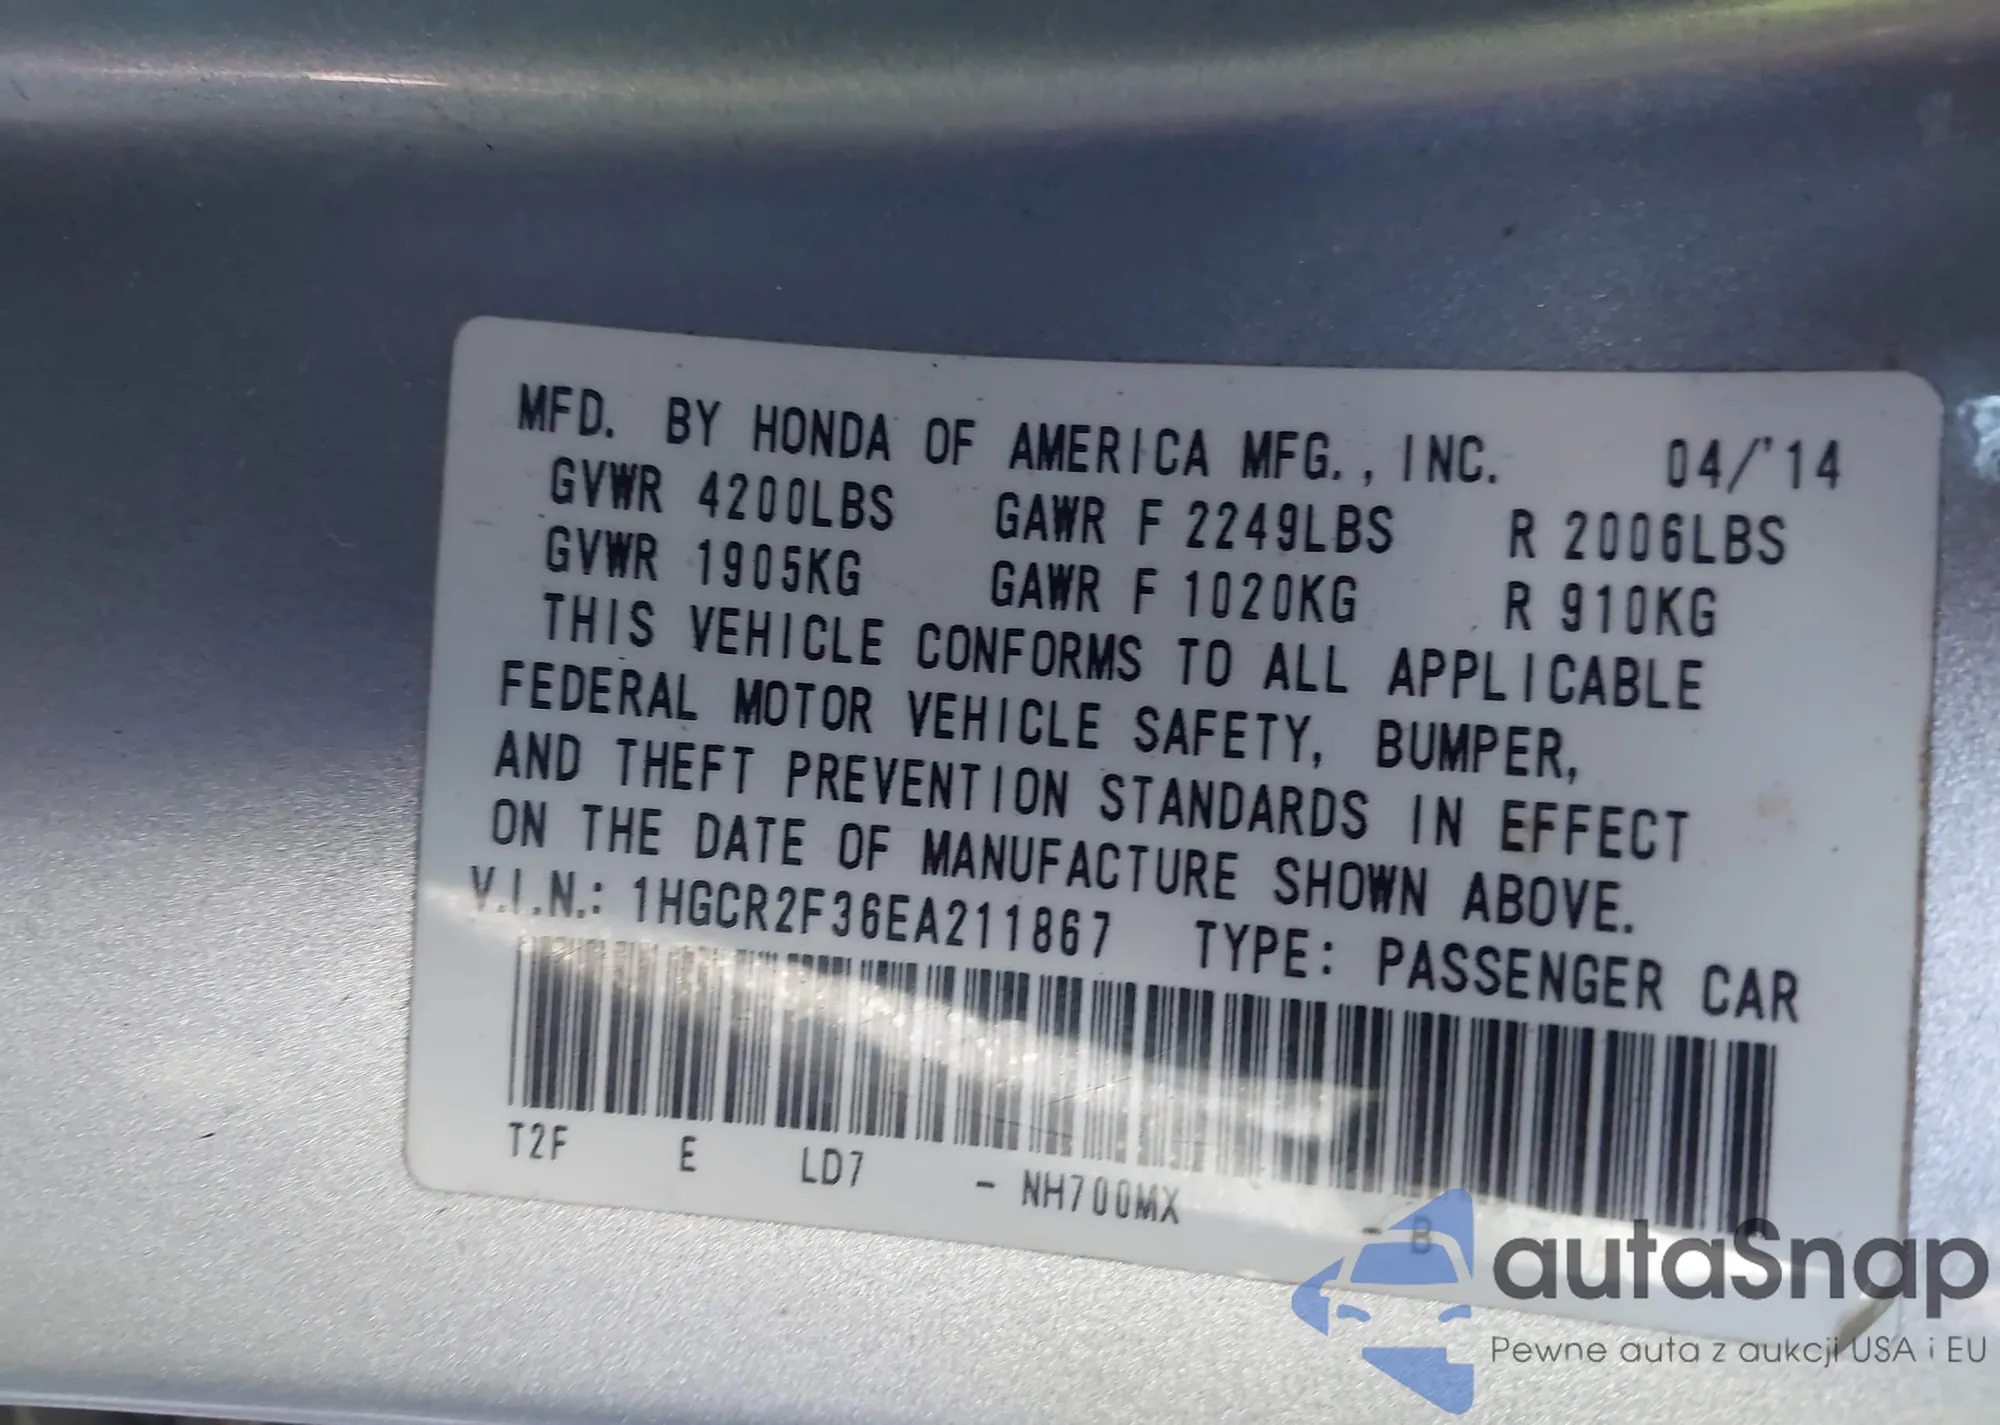 MFD. BY HONDA OF AMERICA MFG., INC. 04/'14
GVWR 4200LBS GAWR F 2249LBS R 2006LBS
GVWR 1905KG GAWR F 1020KG R 910KG
THIS VEHICLE CONFORMS TO ALL APPLICABLE
FEDERAL MOTOR VEHICLE SAFETY, BUMPER,
AND THEFT PREVENTION STANDARDS IN EFFECT
ON THE DATE OF MANUFACTURE SHOWN ABOVE.
V.I.N.: 1HGCR2F36EA211867 TYPE: PASSENGER CAR
T2F E LD7 - NH700MX - B
autaSnap
Pewne auta z aukcji USA i EU